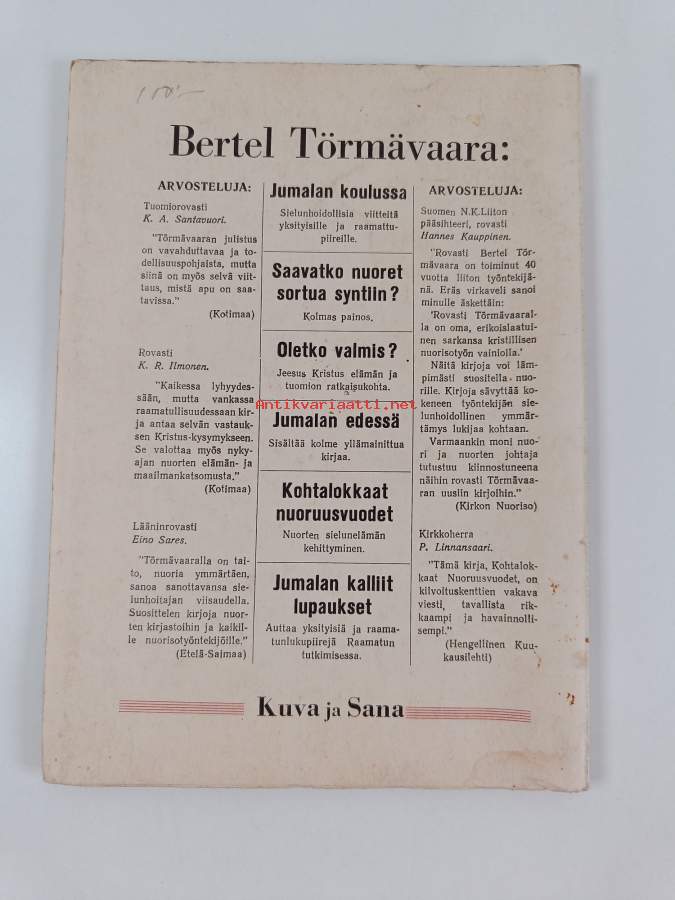 Bertel Törmävaara:
ARVOSTELUJA:
Tuomiorovasti
K. A. Santavuori.
"Törmävaaran julistus
on vavahduttavaa ja to-
dellisuuspohjaista, mutta
siinä on myös selvä viit-
taus, mistä apu on saa-
tavissa."
(Kotimaa)
Rovasti
K. R. Ilmonen.
"Kaikessa lyhyydes-
sään, mutta vankassa
raamatullisuudessaan kir-
ja antaa selvän vastauk-
sen Kristus-kysymykseen.
Se valottaa myös nyky-
ajan nuorten elämän- ja
maailmankatsomusta."
(Kotimaa)
Lääninrovasti
Eino Sares.
"Törmävaaralla on tai-
to, nuoria ymmärtäen,
sanoa sanottavansa sie-
lunhoitajan viisaudella.
Suosittelen kirjoja nuor-
ten kirjastoihin ja kaikil-
le nuorisotyöntekijöille."
(Etelä-Saimaa)
Jumalan koulussa
Sielunhoidollisia viitteitä
yksityisille ja raamattu-
piireille.
Saavatko nuoret
sortua syntiin?
Kolmas painos.
Oletko valmis?
Jeesus Kristus elämän ja
tuomion ratkaisukohta.
Antikvariaatti.net
Jumalan edessä
Sisältää kolme yllämainittua
kirjaa.
Kohtalokkaat
nuoruusvuodet
Nuorten sielunelämän
kehittyminen.
Jumalan kalliit
lupaukset
Auttaa yksityisiä ja raama-
tunlukupiirejä Raamatun
tutkimisessa.
ARVOSTELUJA:
Suomen N.K.Liiton
pääsihteeri, rovasti
Hannes Kauppinen.
"Rovasti Bertel Tör-
mävaara on toiminut 40
vuotta liiton työntekijä-
nä. Eräs virkaveli sanoi
minulle äskettäin:
'Rovasti Törmävaaral-
la on oma, erikoislaatui-
nen sarkansa kristillisen
nuorisotyön vainiolla.'
Näitä kirjoja voi läm-
pimästi suositella nuo-
rille. Kirjoja sävyttää ko-
keneen työntekijän sie-
lunhoidollinen ymmär-
tämys lukijaa kohtaan.
Varmaankin moni nuo-
ri ja nuorten johtaja
tutustuu kiinnostuneena
näihin rovasti Törmävaa-
ran uusiin kirjoihin."
(Kirkon Nuoriso)
Kirkkoherra
P. Linnansaari.
"Tämä kirja, Kohtalok-
kaat Nuoruusvuodet, on
kilvoituskenttien vakava
viesti, tavallista rik-
kaampi ja havainnolli-
sempi."
(Hengellinen Kuu-
kausilehti)
Kuva ja Sana